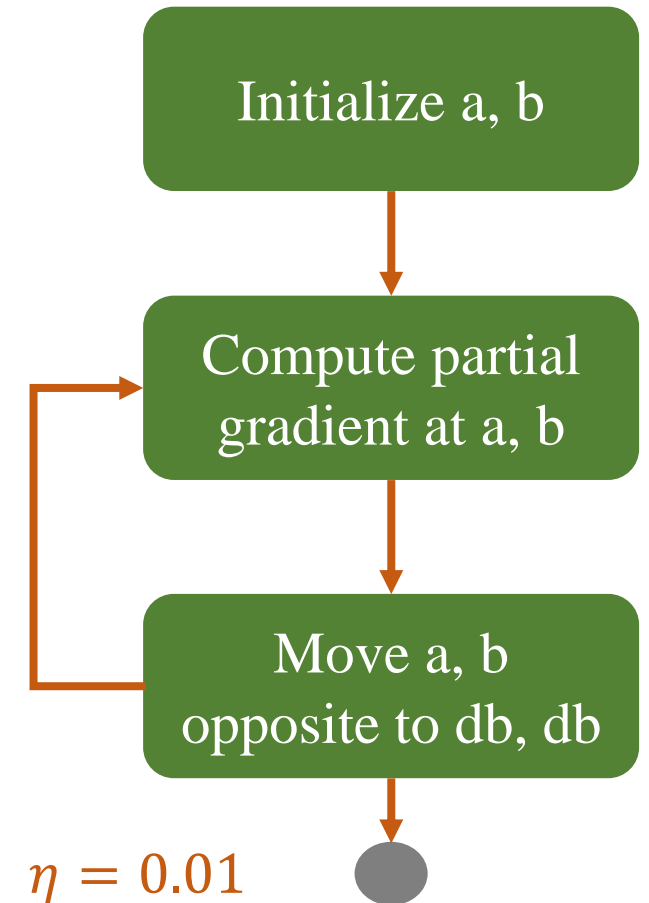 Initialize a, b
Compute partial
gradient at a, b
Move a, b
opposite to db, db
η = 0.01